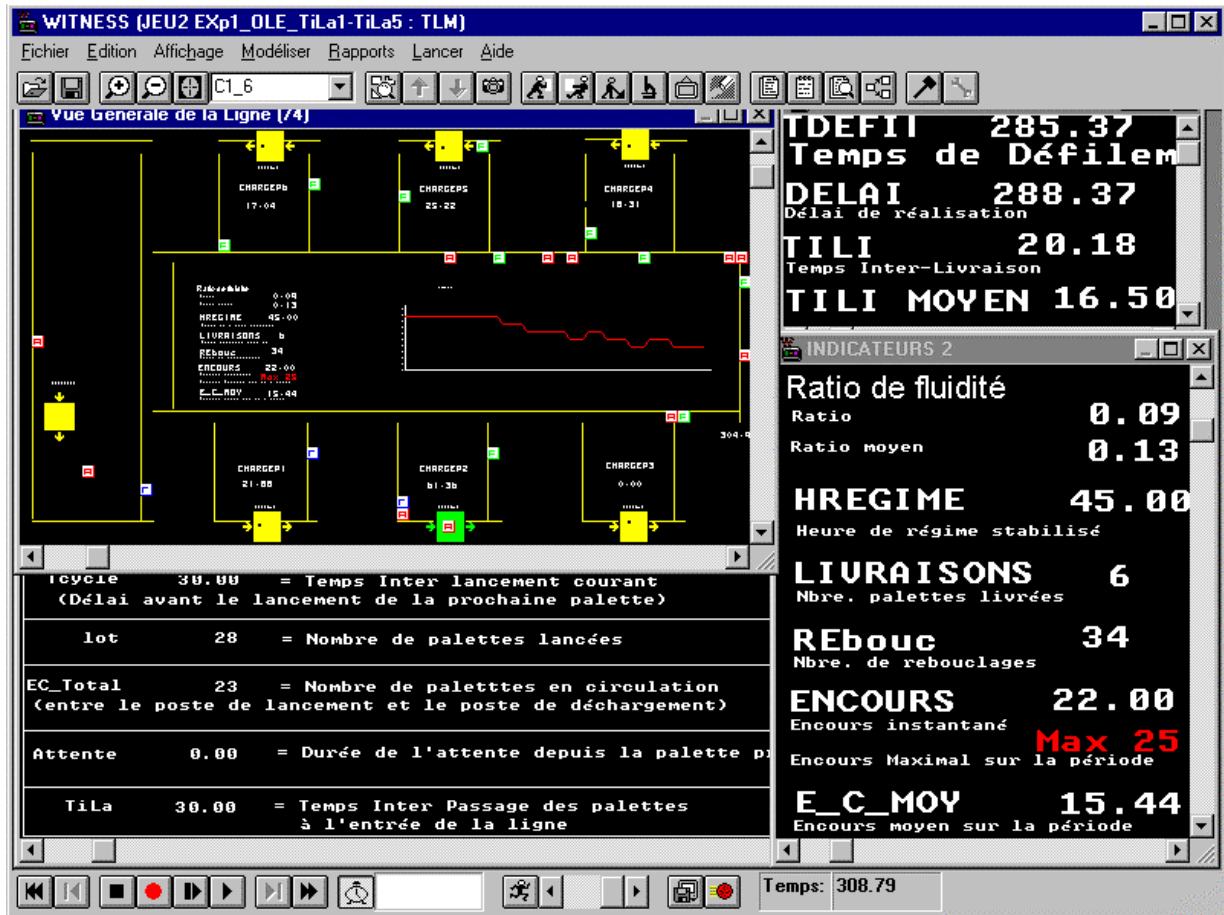 WITNESS (JEU2 EXp1_OLE_TiLa1-TiLa5 : TLM)
Fichier Edition Affichage Modéliser Rapports Lancer Aide
C1_6
Vue Generale de la Ligne (74)
CHARGEP6
17.04
CHARGEP5
25.22
CHARGEP4
18.31
0.09
0.13
HREGIME 45.00
LIVRAISONS 6
REbouc 34
ENCOURS 22.00
Max 25
E_C_MOY 15.44
CHARGEP1
21.88
CHARGEP2
61.36
CHARGEP3
0.00
TDEFIT 285.37
Temps de Défilem
DELAI 288.37
Délai de réalisation
TILI 20.18
Temps Inter-Livraison
TILI MOYEN 16.50
INDICATEURS 2
Ratio de fluidité
Ratio 0.09
Ratio moyen 0.13
HREGIME 45.00
Heure de régime stabilisé
LIVRAISONS 6
Nbre. palettes livrées
REbouc 34
Nbre. de rebouclages
ENCOURS 22.00
Encours instantané
Max 25
Encours Maximal sur la période
E_C_MOY 15.44
Encours moyen sur la période
Tcycle 30.00 = Temps Inter lancement courant
(Délai avant le lancement de la prochaine palette)
lot 28 = Nombre de palettes lancées
EC_Total 23 = Nombre de paletttes en circulation
(entre le poste de lancement et le poste de déchargement)
Attente 0.00 = Durée de l'attente depuis la palette
TiLa 30.00 = Temps Inter Passage des palettes
à l'entrée de la ligne
Temps: 308.79